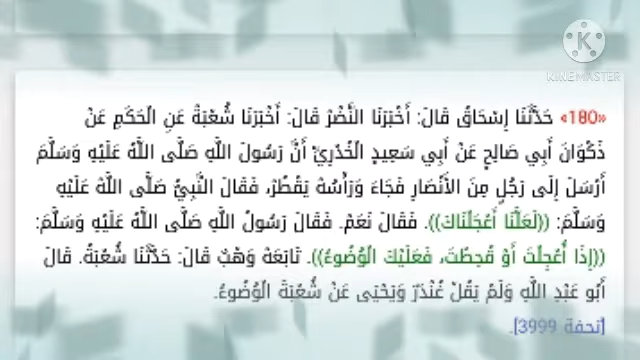 KINEMASTER
«180» حَدَّثَنَا إِسْحَاقُ قَالَ: أَخْبَرَنَا النَّضْرُ قَالَ: أَخْبَرَنَا شُعْبَةُ عَنِ الْحَكَمِ عَنْ
ذَكْوَانَ أَبِي صَالِحٍ عَنْ أَبِي سَعِيدٍ الْخُدْرِيِّ أَنَّ رَسُولَ اللَّهِ صَلَّى اللَّهُ عَلَيْهِ وَسَلَّمَ
أَرْسَلَ إِلَى رَجُلٍ مِنَ الأَنْصَارِ فَجَاءَ وَرَأْسُهُ يَقْطُرُ، فَقَالَ النَّبِيُّ صَلَّى اللَّهُ عَلَيْهِ
وَسَلَّمَ: ((لَعَلَّنَا أَعْجَلْنَاكَ)). فَقَالَ نَعَمْ. فَقَالَ رَسُولُ اللَّهِ صَلَّى اللَّهُ عَلَيْهِ وَسَلَّمَ:
((إِذَا أُعْجِلْتَ أَوْ قُحِطْتَ، فَعَلَيْكَ الْوُضُوءُ)). تَابَعَهُ وَهْبٌ قَالَ: حَدَّثَنَا شُعْبَةُ. قَالَ
أَبُو عَبْدِ اللَّهِ وَلَمْ يَقُلْ غُنْدَرٌ وَيَحْيَى عَنْ شُعْبَةَ الْوُضُوءُ.
[تحفة 3999].